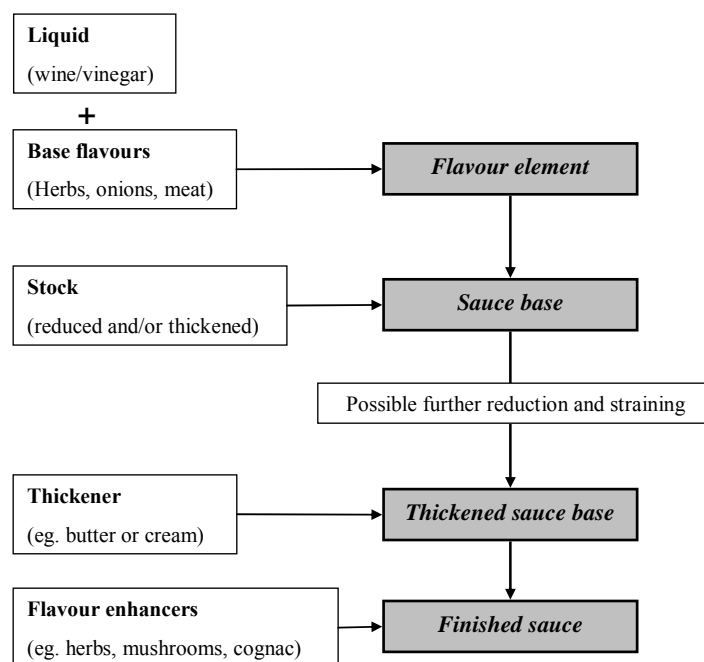 Liquid
(wine/vinegar)
+
Base flavours
(Herbs, onions, meat)
Flavour element
Stock
(reduced and/or thickened)
Sauce base
Possible further reduction and straining
Thickener
(eg. butter or cream)
Thickened sauce base
Flavour enhancers
(eg. herbs, mushrooms, cognac)
Finished sauce